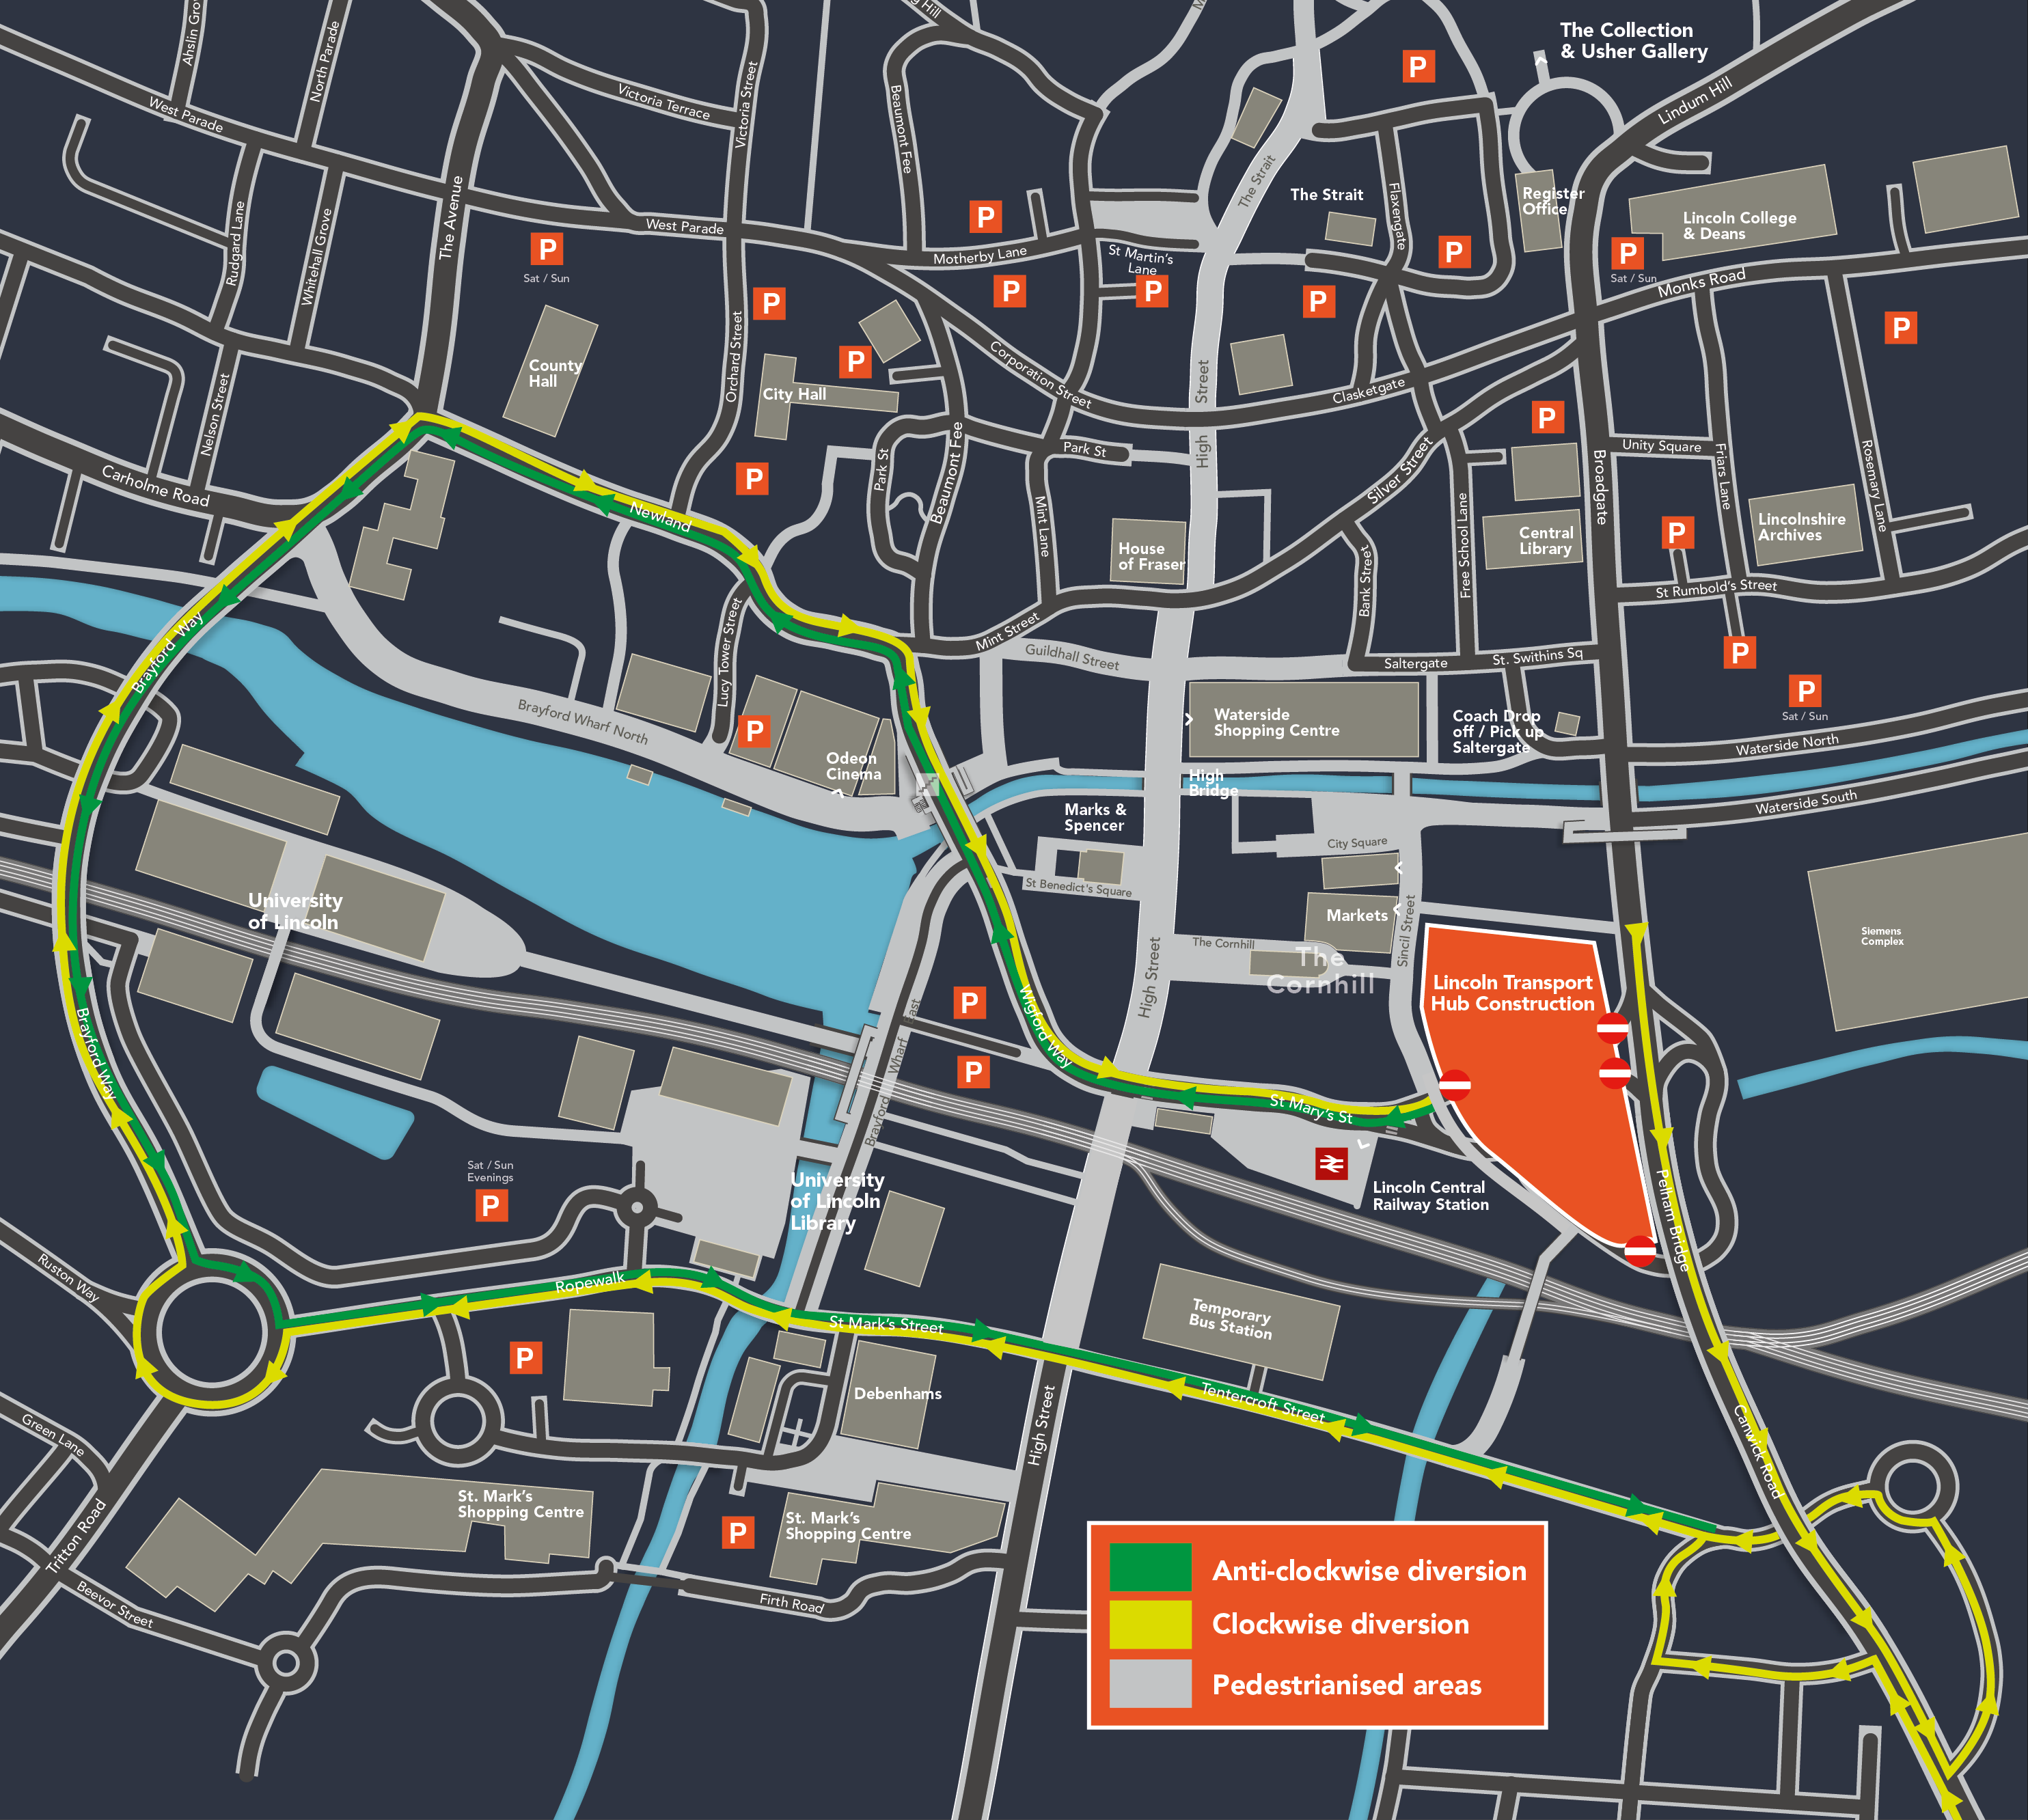 The Collection
& Usher Gallery
Ahslin Gro
North Parade
g Hill
P
Lindum Hill
West Parade
Victoria Terrace
Victoria Street
Beaumont Fee
The Strait
The Strait
Flaxengate
Register
Office
Lincoln College
& Deans
Rudgard Lane
Whitehall Grove
The Avenue
West Parade
P
Sat / Sun
P
Motherby Lane
St Martin's
Lane
P
P
P
P
P
Sat / Sun
Monks Road
P
P
Orchard Street
County
Hall
City Hall
P
Corporation Street
High Street
Clasketgate
P
Nelson Street
Carholme Road
P
Park St
Park St
Beaumont Fee
Mint Lane
High
Silver Street
Broadgate
Unity Square
Friars Lane
Rosemary Lane
Newland
House
of Fraser
Free School Lane
Central
Library
P
Lincolnshire
Archives
Bank Street
St Rumbold's Street
Brayford Way
Lucy Tower Street
Mint Street
Guildhall Street
Saltergate
St. Swithins Sq
P
P
Sat / Sun
Brayford Wharf North
P
Odeon
Cinema
Waterside
Shopping Centre
Coach Drop
off / Pick up
Saltergate
Waterside North
Waterside South
High
Bridge
Marks &
Spencer
City Square
St Benedict's Square
University
of Lincoln
Markets
Sincil Street
The Cornhill
The
Cornhill
Siemens
Complex
Lincoln Transport
Hub Construction
High Street
P
P
Wigford Way
Brayford Wharf East
Brayford Way
St Mary's St
Lincoln Central
Railway Station
Pelham Bridge
Sat / Sun
Evenings
P
University
of Lincoln
Library
Ruston Way
Ropewalk
St Mark's Street
Temporary
Bus Station
P
Debenhams
Tentercroft Street
High Street
Canwick Road
Green Lane
Tritton Road
St. Mark's
Shopping Centre
P
St. Mark's
Shopping Centre
Beevor Street
Firth Road
Anti-clockwise diversion
Clockwise diversion
Pedestrianised areas